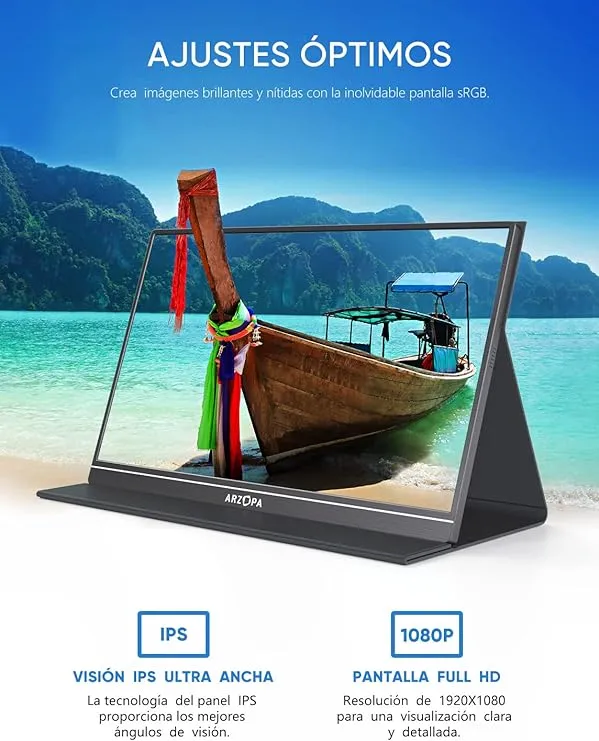 AJUSTES ÓPTIMOS
Crea imágenes brillantes y nítidas con la inolvidable pantalla sRGB.
ARZOPA
IPS
VISIÓN IPS ULTRA ANCHA
La tecnología del panel IPS
proporciona los mejores
ángulos de visión.
1080P
PANTALLA FULL HD
Resolución de 1920X1080
para una visualización clara
y detallada.